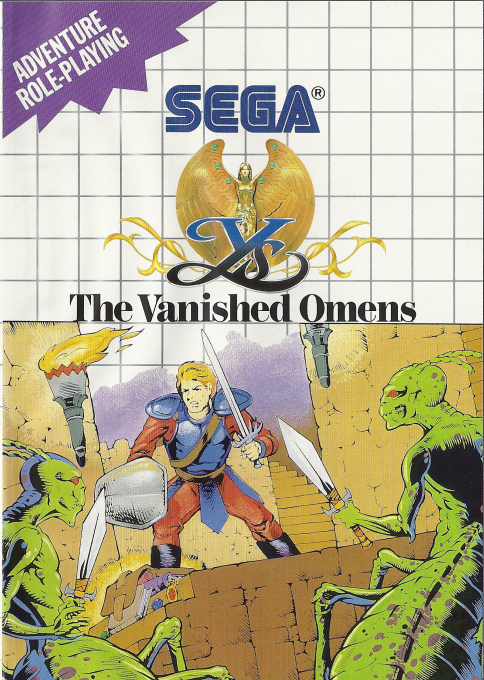 ADVENTURE
ROLE-PLAYING
SEGA®
Ys
The Vanished Omens